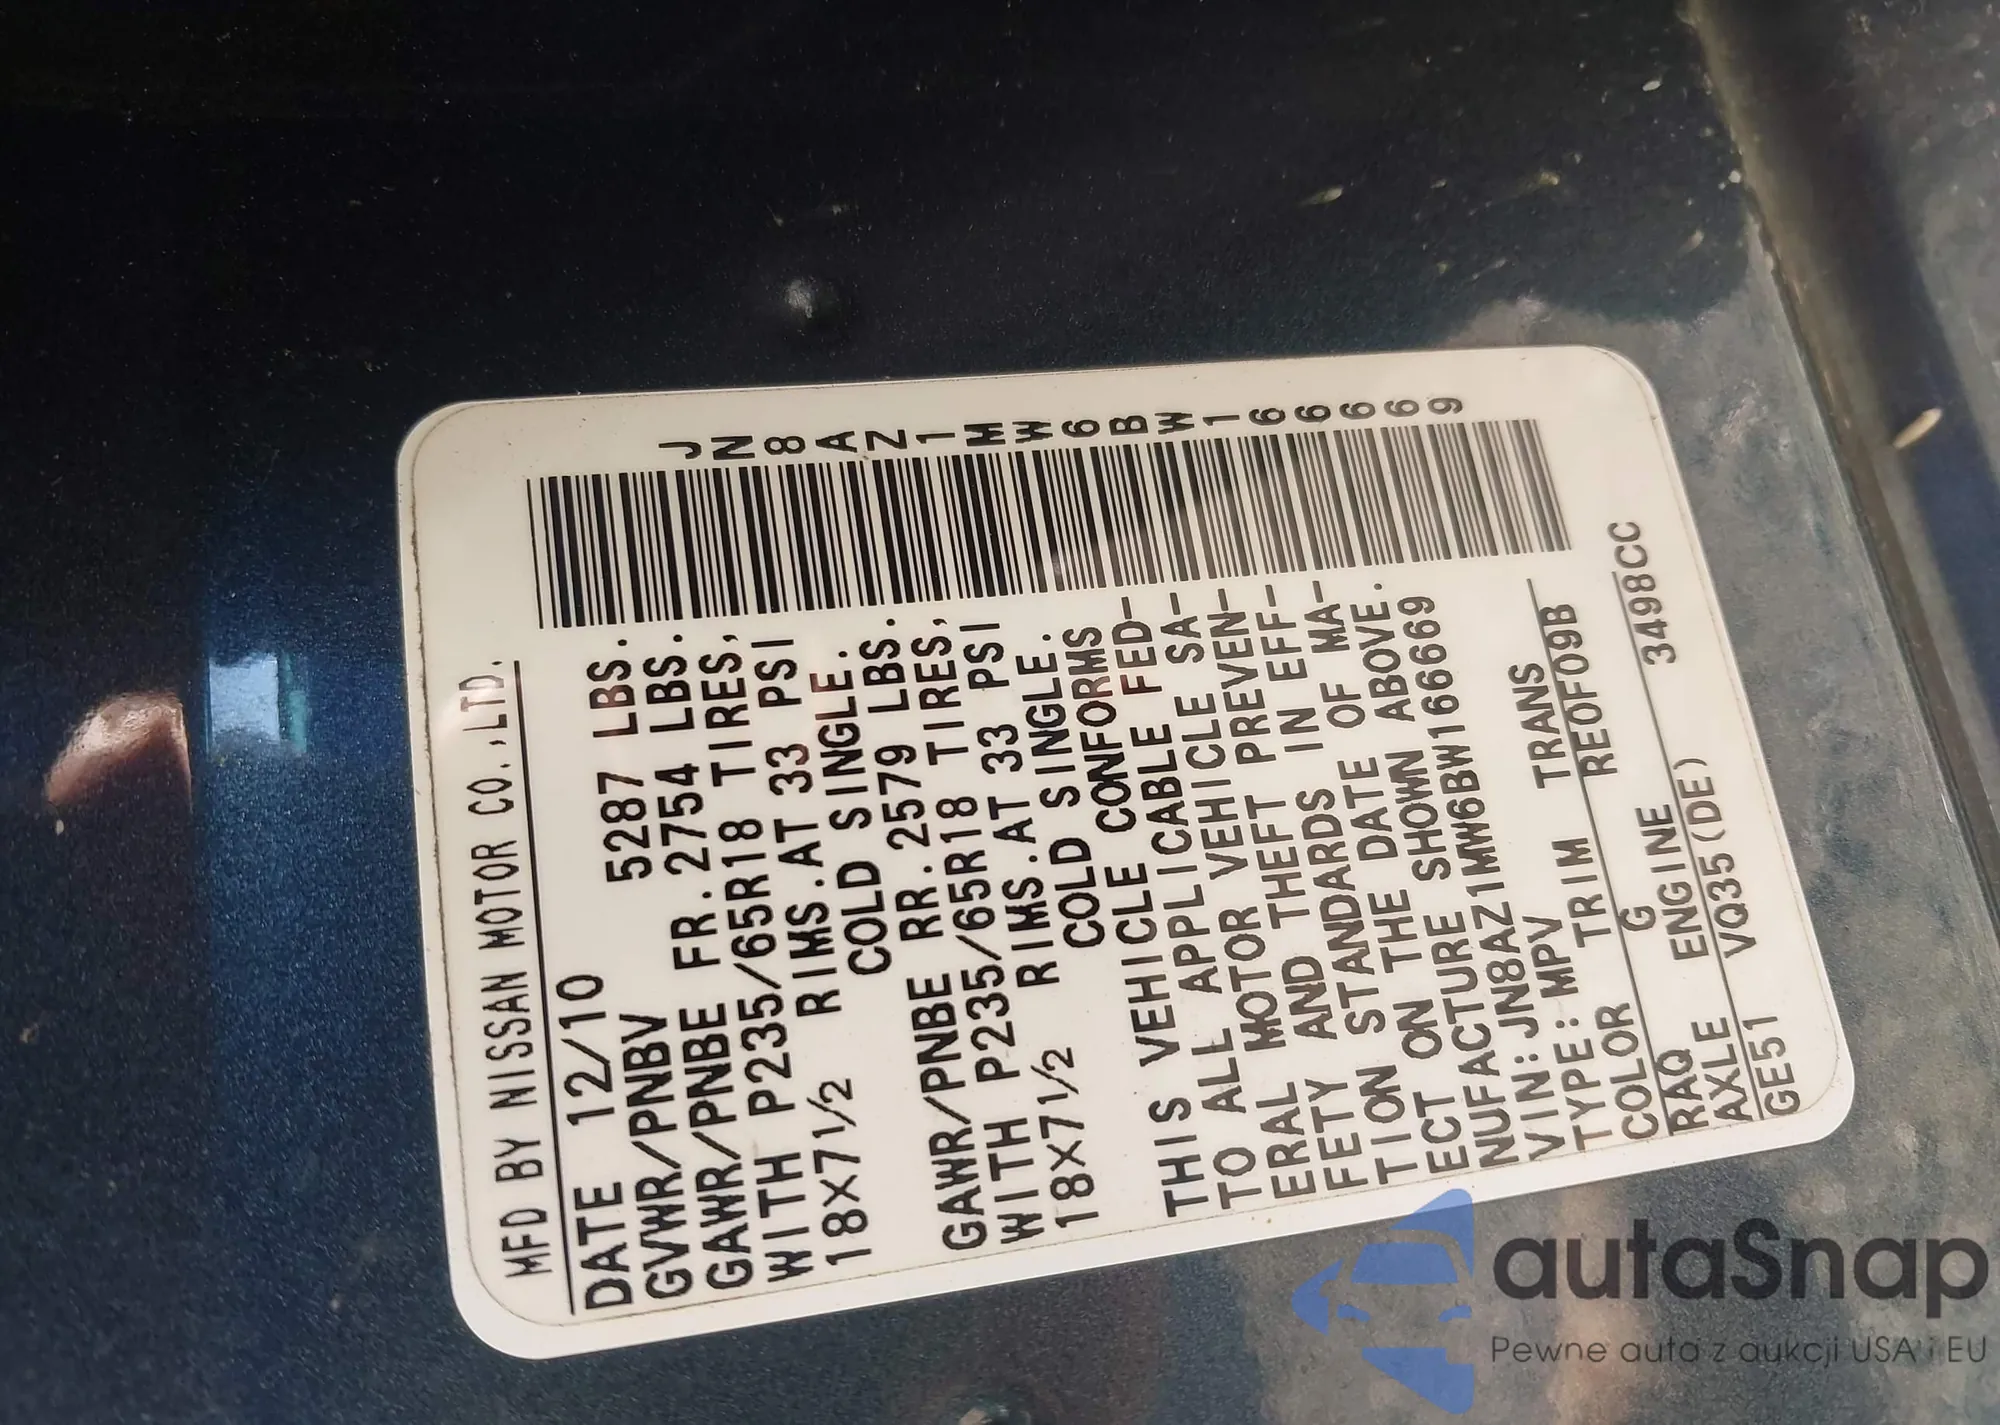 MFD BY NISSAN MOTOR CO.,LTD.
DATE 12/10
GVWR/PNBV 5287 LBS.
GAWR/PNBE FR.2754 LBS.
WITH P235/65R18 TIRES,
18X7 1/2 RIMS.AT 33 PSI
COLD SINGLE.
GAWR/PNBE RR.2579 LBS.
WITH P235/65R18 TIRES,
18X7 1/2 RIMS.AT 33 PSI
COLD SINGLE.
THIS VEHICLE CONFORMS
TO ALL APPLICABLE FED-
ERAL MOTOR VEHICLE SA-
FETY AND THEFT PREVEN-
TION STANDARDS IN EFF-
ECT ON THE DATE OF MA-
NUFACTURE SHOWN ABOVE.
VIN:JN8AZ1MW6BW166669
TYPE:MPV
COLOR TRIM TRANS
RAQ G RE0F09B
AXLE ENGINE
GE51 VQ35(DE) 3498CC
JN8AZ1MW6BW166669
autaSnap
Pewne auta z aukcji USA i EU